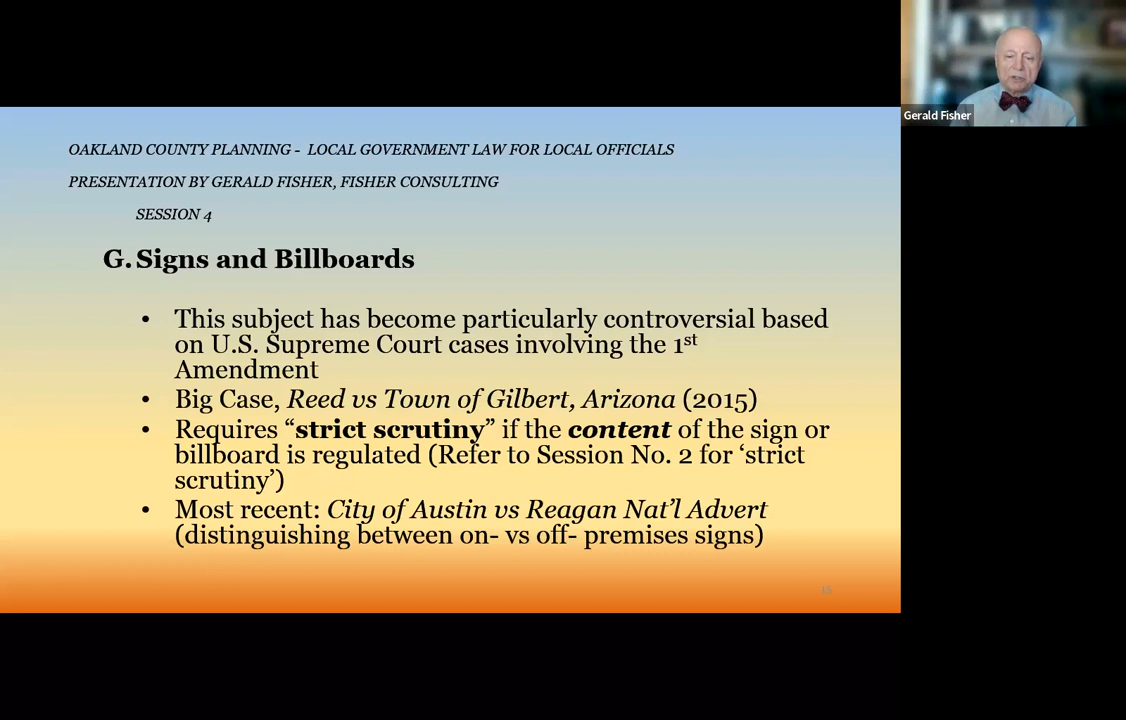 OAKLAND COUNTY PLANNING - LOCAL GOVERNMENT LAW FOR LOCAL OFFICIALS
PRESENTATION BY GERALD FISHER, FISHER CONSULTING
SESSION 4
G. Signs and Billboards
• This subject has become particularly controversial based
on U.S. Supreme Court cases involving the 1st
Amendment
• Big Case, Reed vs Town of Gilbert, Arizona (2015)
• Requires “strict scrutiny” if the content of the sign or
billboard is regulated (Refer to Session No. 2 for ‘strict
scrutiny’)
• Most recent: City of Austin vs Reagan Nat’l Advert
(distinguishing between on- vs off- premises signs)
Gerald Fisher